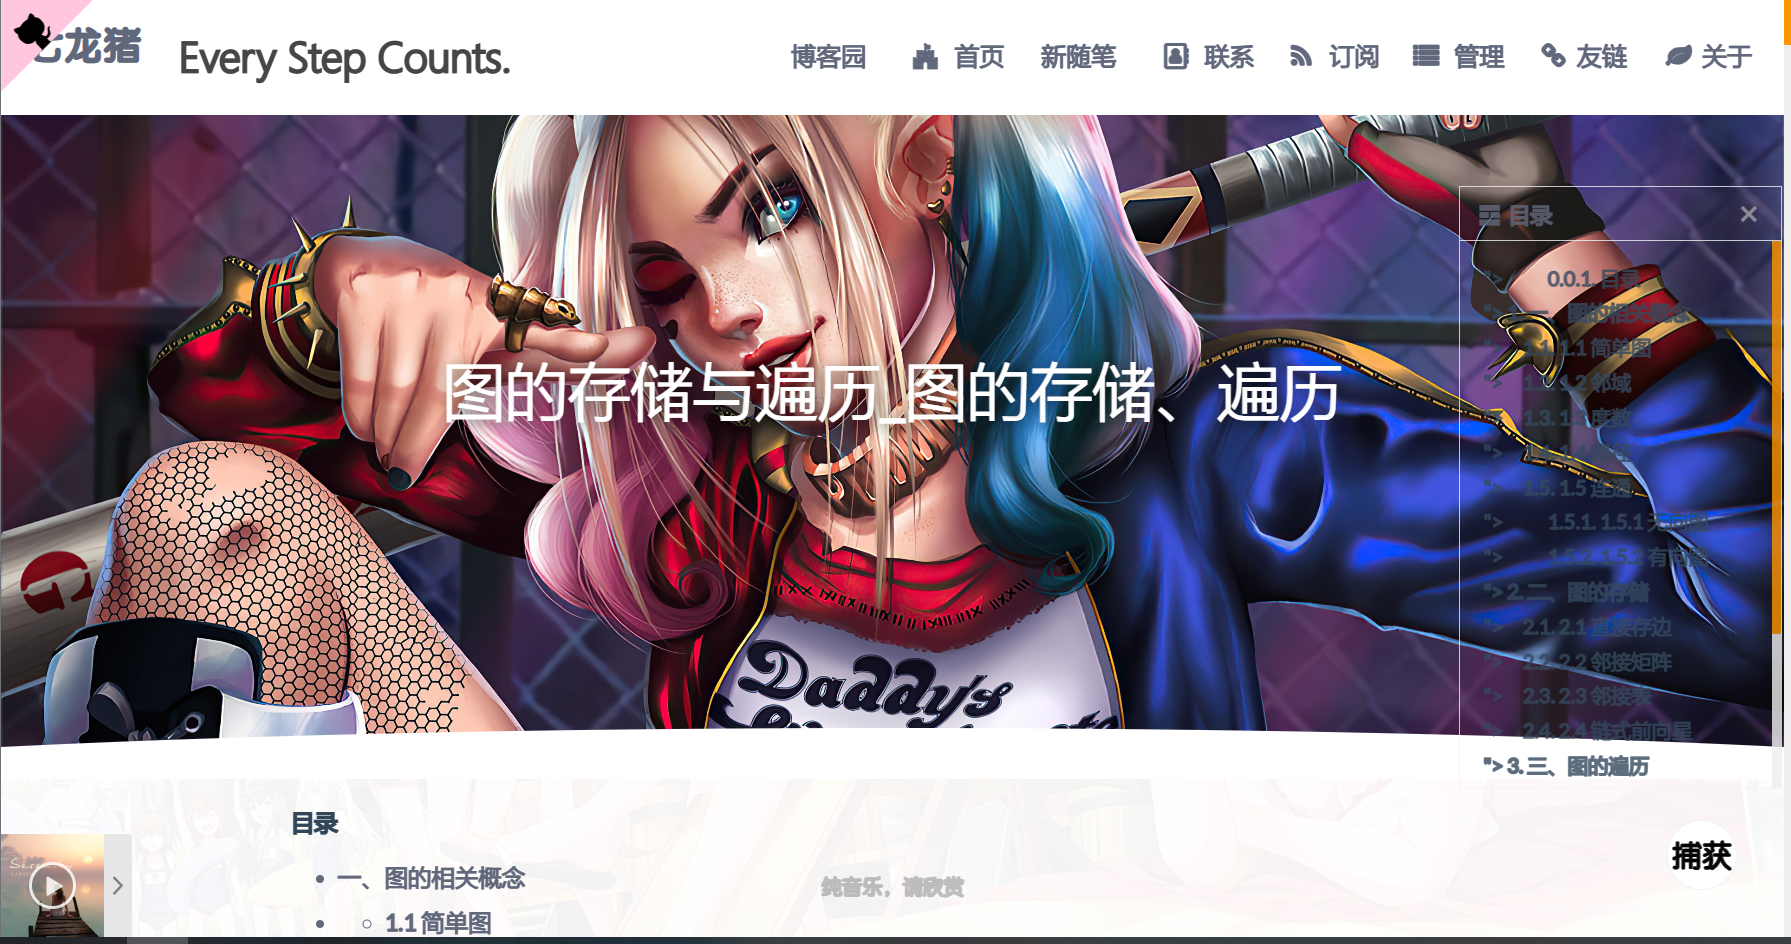 七龙猪
Every Step Counts.
博客园
首页
新随笔
联系
订阅
管理
友链
关于
图的存储与遍历_图的存储、遍历
Daddy's
目录
"> 0.0.1. 目录
"> 1. 一、图的相关概念
"> 1.1. 1.1 简单图
"> 1.2. 1.2 邻域
"> 1.3. 1.3 度数
"> 1.5. 1.5 连通
"> 1.5.1. 1.5.1 无向图
"> 1.5.2. 1.5.2 有向图
"> 2. 二、图的存储
"> 2.1. 2.1 直接存边
"> 2.2. 2.2 邻接矩阵
"> 2.3. 2.3 邻接表
"> 2.4. 2.4 链式前向星
"> 3. 三、图的遍历
目录
一、图的相关概念
1.1 简单图
纯音乐，请欣赏
捕获